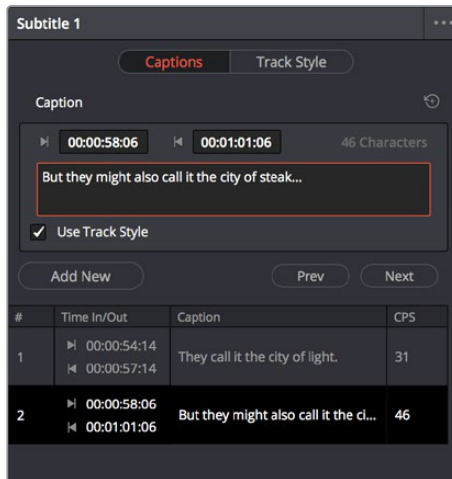 Subtitle 1
Captions Track Style
Caption
00:00:58:06 00:01:01:06 46 Characters
But they might also call it the city of steak...
Use Track Style
Add New Prev Next
# Time In/Out Caption CPS
1 00:00:54:14 00:00:57:14 They call it the city of light. 31
2 00:00:58:06 00:01:01:06 But they might also call it the ci... 46